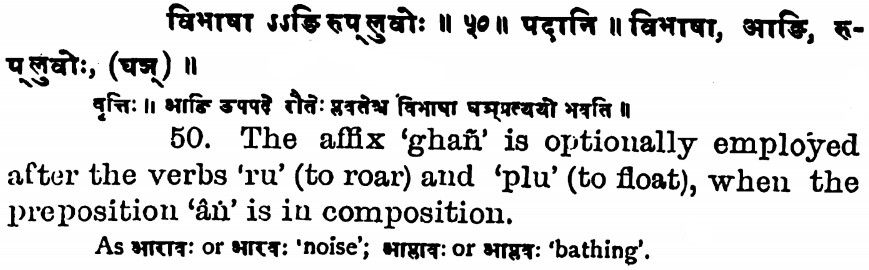 विभाषा ऽऽङि रुप्लुवोः ॥ ५० ॥ पदानि ॥ विभाषा, आङि, रु-
प्लुवोः, (घञ्) ॥
वृत्तिः ॥ आङि उपपदे रौतेः प्लवतेश्च विभाषा घञ्प्रत्ययो भवति ॥
50. The affix ‘ghañ’ is optionally employed
after the verbs ‘ru’ (to roar) and ‘plu’ (to float), when the
preposition ‘âṅ’ is in composition.
As आरावः or आरवः ‘noise’; आप्लावः or आप्लवः ‘bathing’.